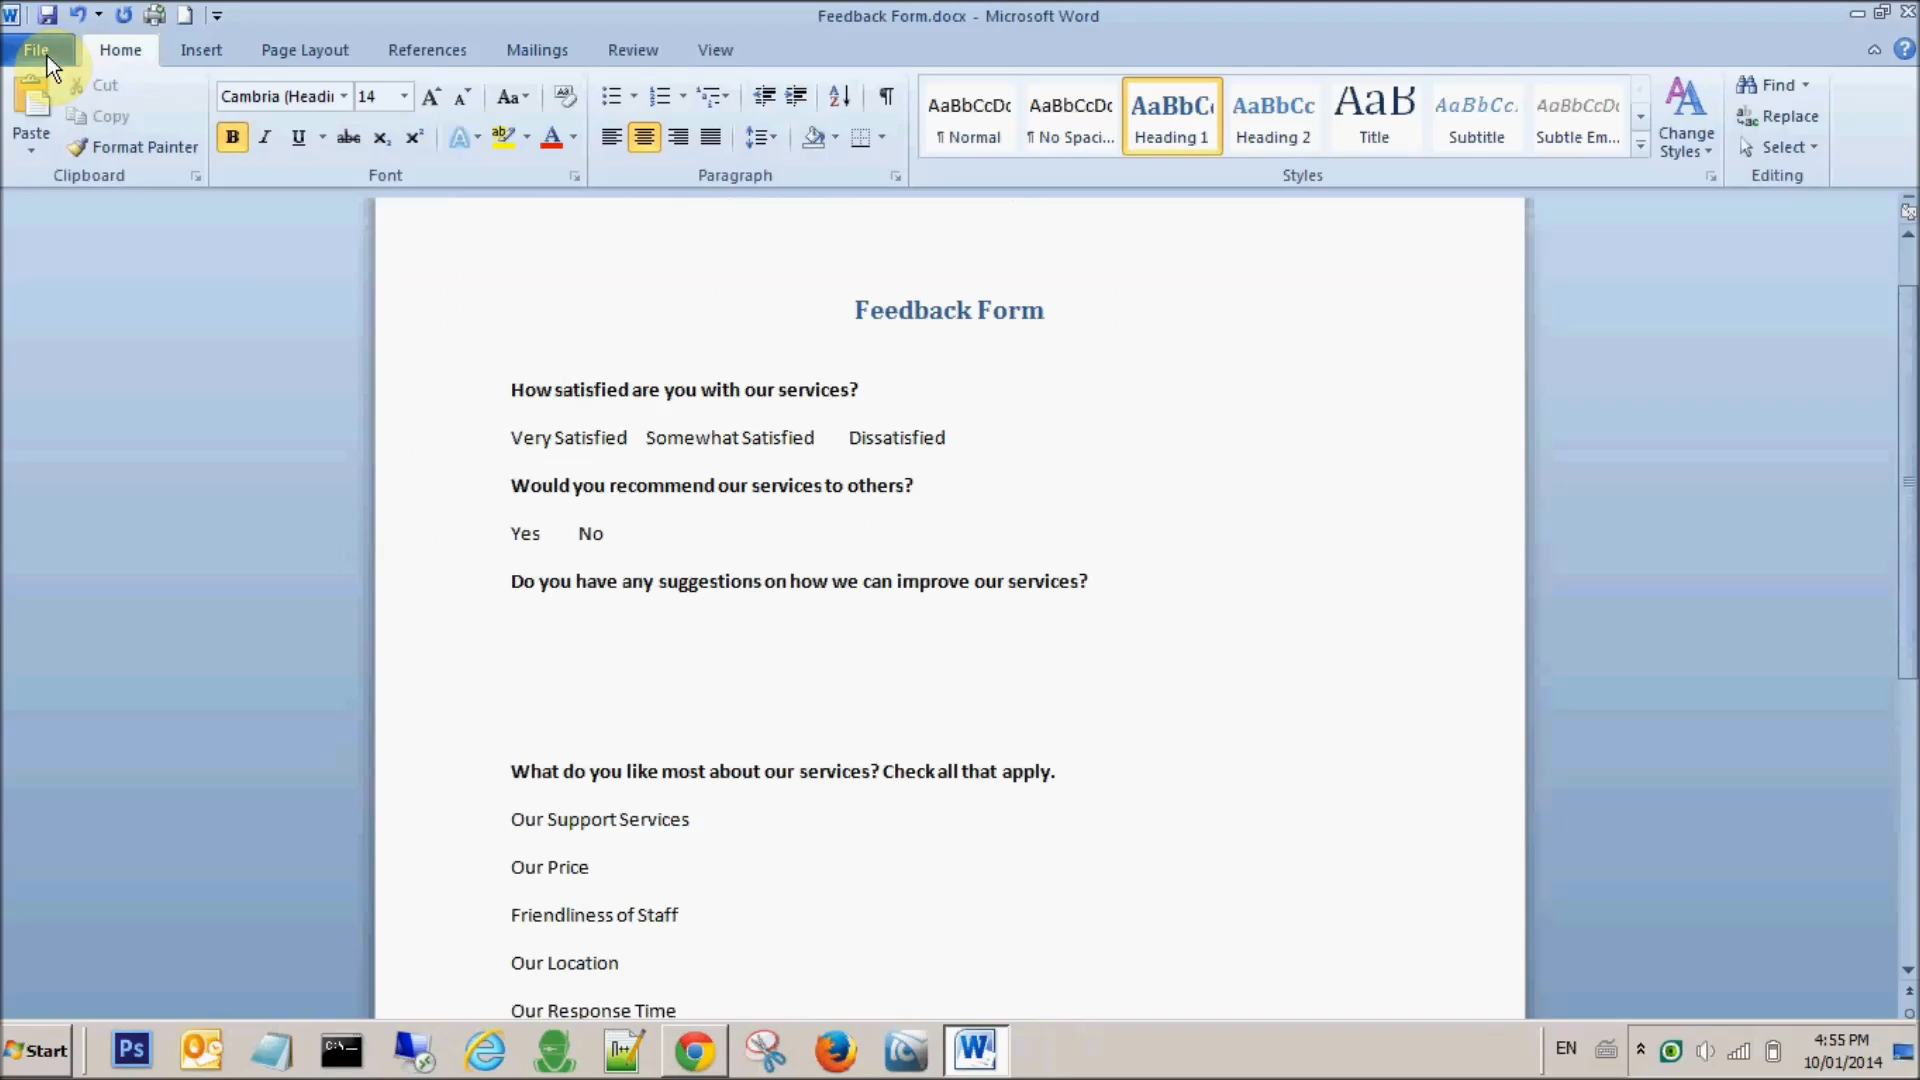 Feedback Form.docx - Microsoft Word
File Home Insert Page Layout References Mailings Review View
Paste
Cut
Copy
Format Painter
Clipboard
Cambria (Headi 14
Font
Paragraph
AaBbCcDc AaBbCcDc AaBbC AaBbCc AaB AaBbCc. AaBbCcDc
¶ Normal ¶ No Spaci... Heading 1 Heading 2 Title Subtitle Subtle Em...
Change Styles
Styles
Find
Replace
Select
Editing
Feedback Form
How satisfied are you with our services?
Very Satisfied Somewhat Satisfied Dissatisfied
Would you recommend our services to others?
Yes No
Do you have any suggestions on how we can improve our services?
What do you like most about our services? Check all that apply.
Our Support Services
Our Price
Friendliness of Staff
Our Location
Our Response Time
Start
Ps
EN
4:55 PM
10/01/2014